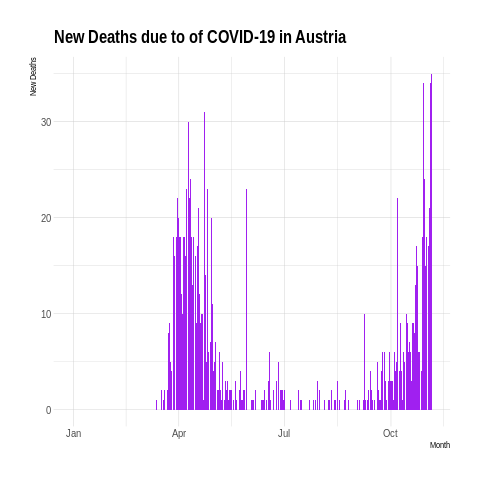 New Deaths due to of COVID-19 in Austria
New Deaths
30
20
10
0
Jan Apr Jul Oct
Month